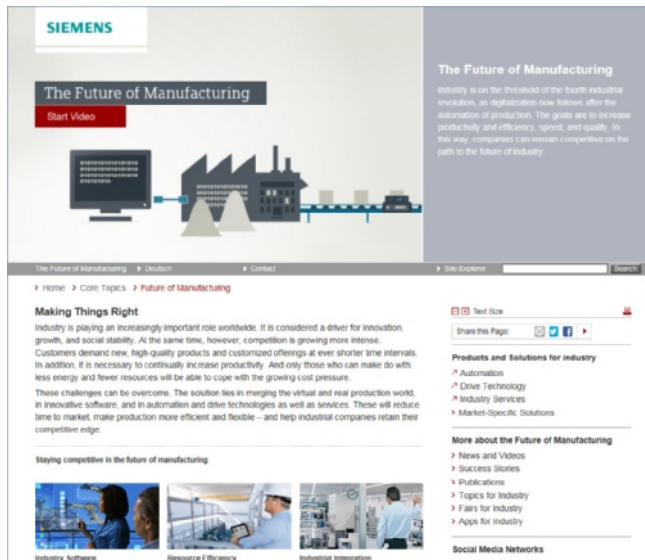 SIEMENS
The Future of Manufacturing
Start Video
The Future of Manufacturing
Industry is on the threshold of the fourth industrial
revolution, as digitalization now follows after the
automation of production. The goals are to increase
productivity and efficiency, speed, and quality. In
this way, companies can remain competitive on the
path to the future of industry
The Future of Manufacturing Deutsch Contact Site Explorer Search
Home Core Topics Future of Manufacturing
Making Things Right
Industry is playing an increasingly important role worldwide. It is considered a driver for innovation,
growth, and social stability. At the same time, however, competition is growing more intense.
Customers demand new, high-quality products and customized offerings at ever shorter time intervals.
In addition, it is necessary to continually increase productivity. And only those who can make do with
less energy and fewer resources will be able to cope with the growing cost pressure.
These challenges can be overcome. The solution lies in merging the virtual and real production world,
in innovative software, and in automation and drive technologies as well as services. These will reduce
time to market, make production more efficient and flexible – and help industrial companies retain their
competitive edge.
Staying competitive in the future of manufacturing
Industry Software Resource Efficiency Industrial Integration
Text Size
Share this Page:
Products and Solutions for industry
Automation
Drive Technology
Industry Services
Market-Specific Solutions
More about the Future of Manufacturing
News and Videos
Success Stories
Publications
Topics for Industry
Fairs for Industry
Apps for Industry
Social Media Networks